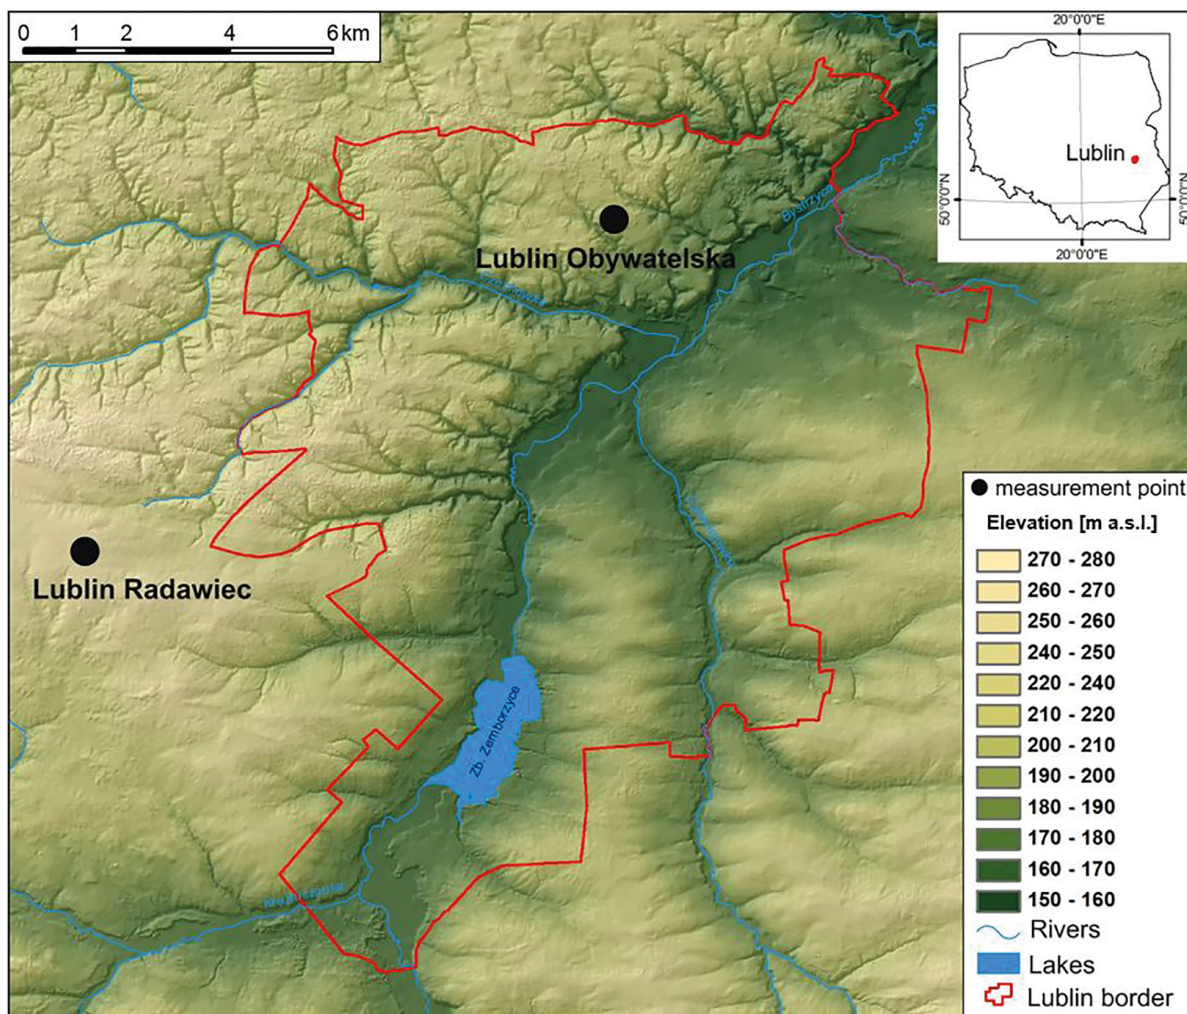 0 1 2 4 6 km
20°0'0"E
Lublin
50°0'0"N
50°0'0"N
20°0'0"E
Bystrzyca
Lublin Obywatelska
Lublin Radawiec
Zb. Zemborzyce
measurement point
Elevation [m a.s.l.]
270 - 280
260 - 270
250 - 260
240 - 250
220 - 240
210 - 220
200 - 210
190 - 200
180 - 190
170 - 180
160 - 170
150 - 160
Rivers
Lakes
Lublin border